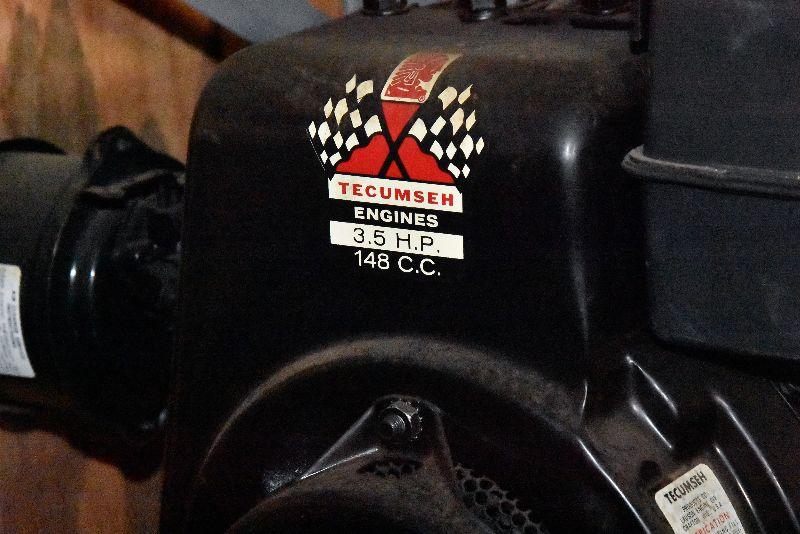 TECUMSEH
ENGINES
3.5 H.P.
148 C.C.
TECUMSEH